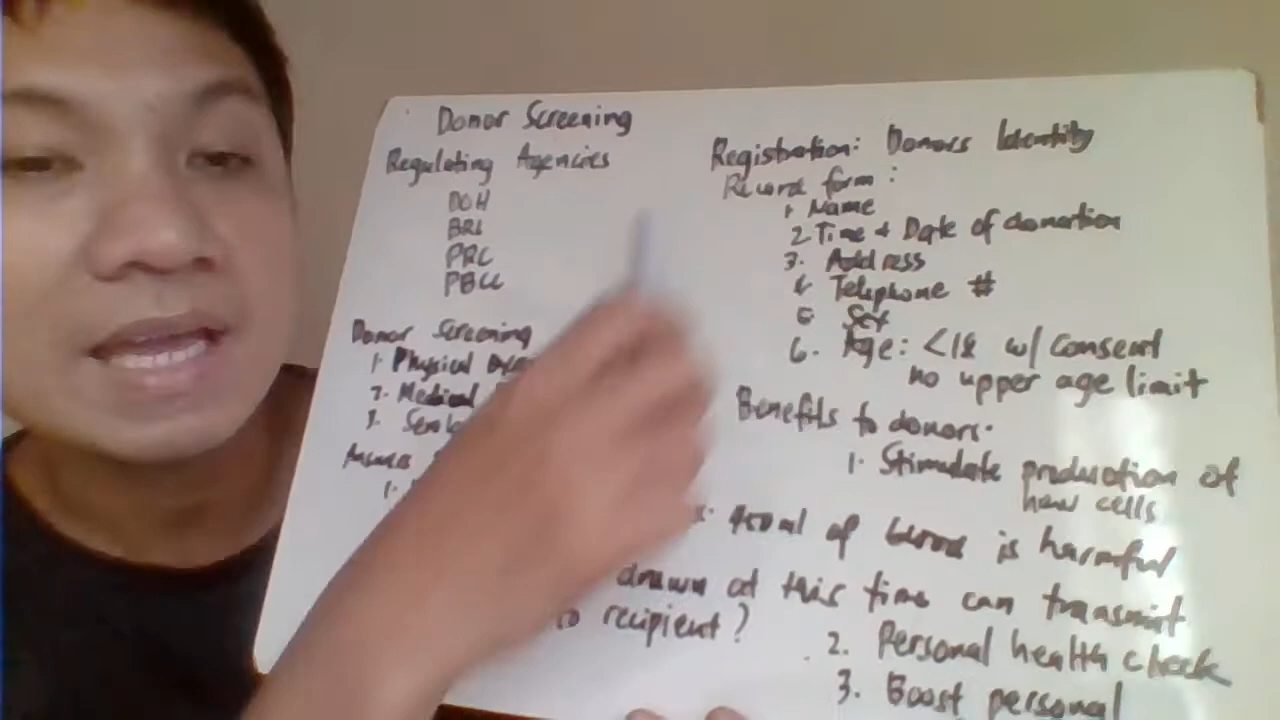 Donor Screening
Regulating Agencies
DOH
PRC
Donor Screening
1. Physical
2. Medical
3.
1.
450ml of blood is harmful
drawn at this time can transmit
to recipient?
Registration: Donors Identity
Record form:
1. Name
2. Time + Date of donation
3. Address
4. Telephone #
5. Sex
6. Age: <18 w/ consent
no upper age limit
Benefits to donors.
1. Stimulate production of
new cells
2. Personal health check
3. Boost personal